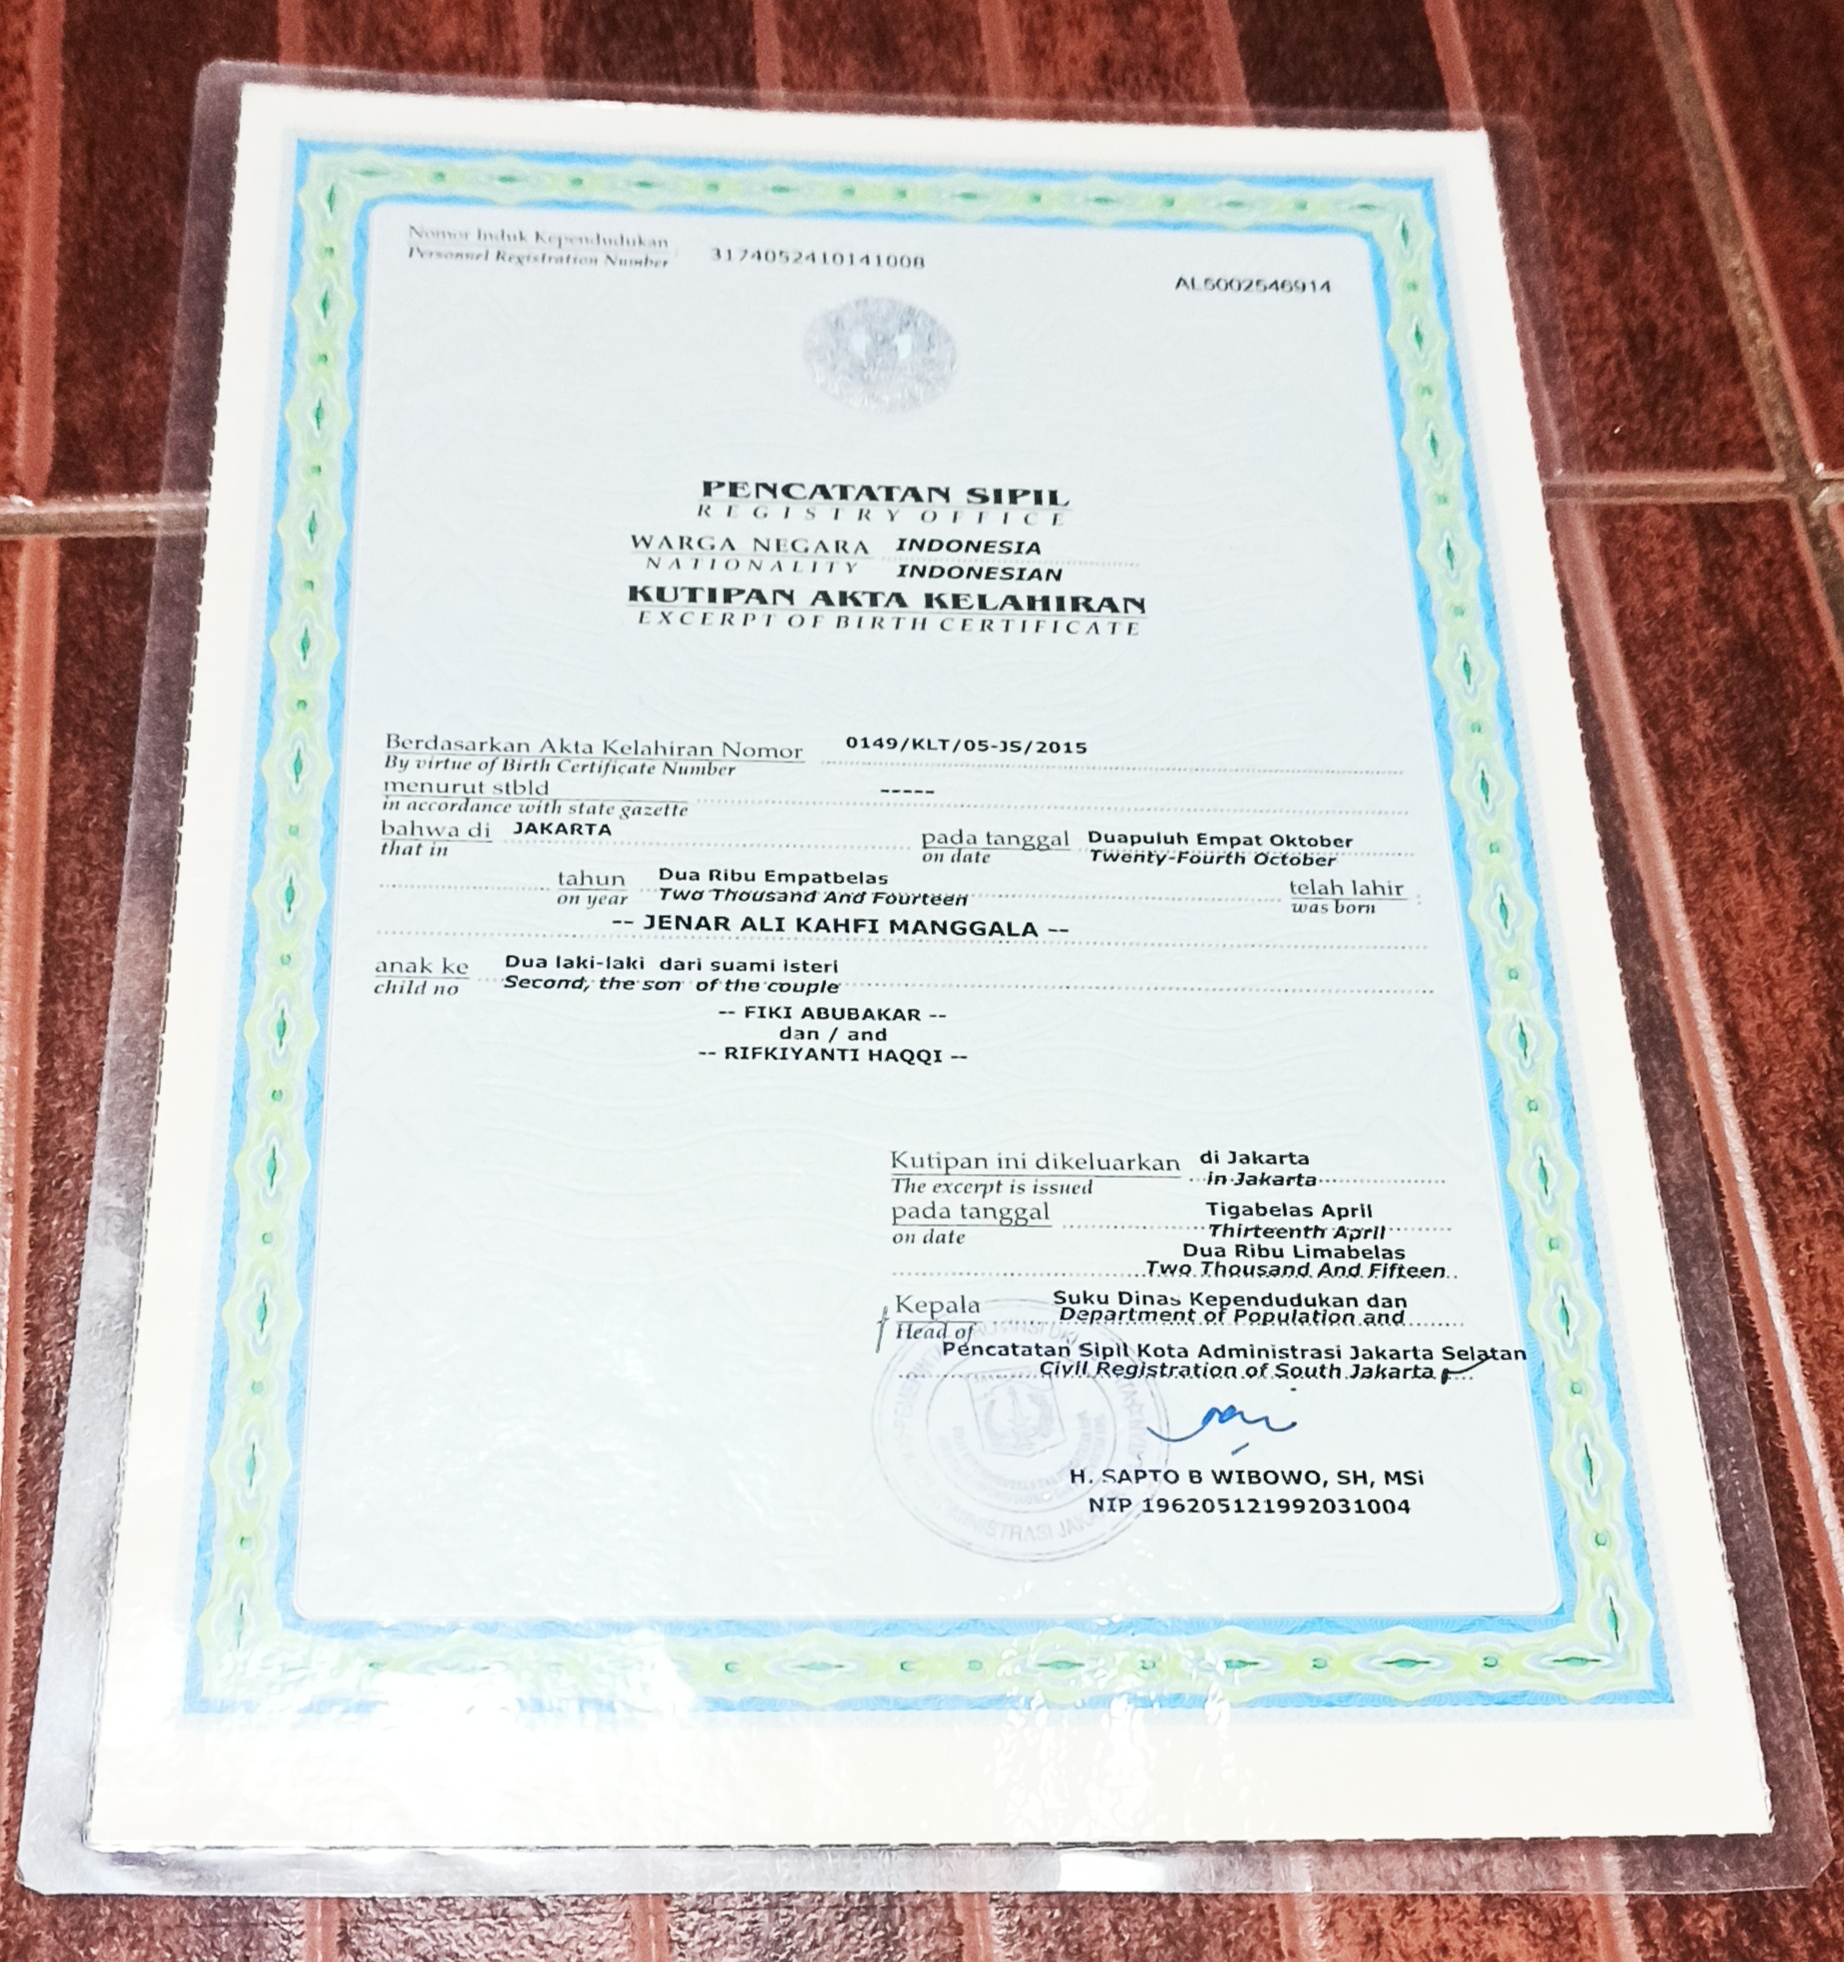 Nomor Induk Kependudukan 3174052410141008
Personnel Registration Number
AL5002546914
PENCATATAN SIPIL
REGISTRY OFFICE
WARGA NEGARA INDONESIA
NATIONALITY INDONESIAN
KUTIPAN AKTA KELAHIRAN
EXCERPT OF BIRTH CERTIFICATE
Berdasarkan Akta Kelahiran Nomor 0149/KLT/05-JS/2015
By virtue of Birth Certificate Number
menurut stbld -----
in accordance with state gazette
bahwa di JAKARTA pada tanggal Duapuluh Empat Oktober
that in on date Twenty-Fourth October
tahun Dua Ribu Empatbelas telah lahir
on year Two Thousand And Fourteen was born
-- JENAR ALI KAHFI MANGGALA --
anak ke Dua laki-laki dari suami isteri
child no Second, the son of the couple
-- FIKI ABUBAKAR --
dan / and
-- RIFKIYANTI HAQQI --
Kutipan ini dikeluarkan di Jakarta
The excerpt is issued in Jakarta
pada tanggal Tigabelas April
on date Thirteenth April
Dua Ribu Limabelas
Two Thousand And Fifteen
Kepala Suku Dinas Kependudukan dan
Head of Department of Population and
Pencatatan Sipil Kota Administrasi Jakarta Selatan
Civil Registration of South Jakarta
H. SAPTO B WIBOWO, SH, MSi
NIP 196205121992031004